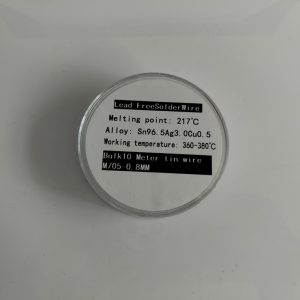 Lead FreeSolderWire
Melting point: 217℃
Alloy: Sn96.5Ag3.0Cu0.5
Working temperature: 360-380℃
Bulk10 Meter tin wire
M/05-0.8MM